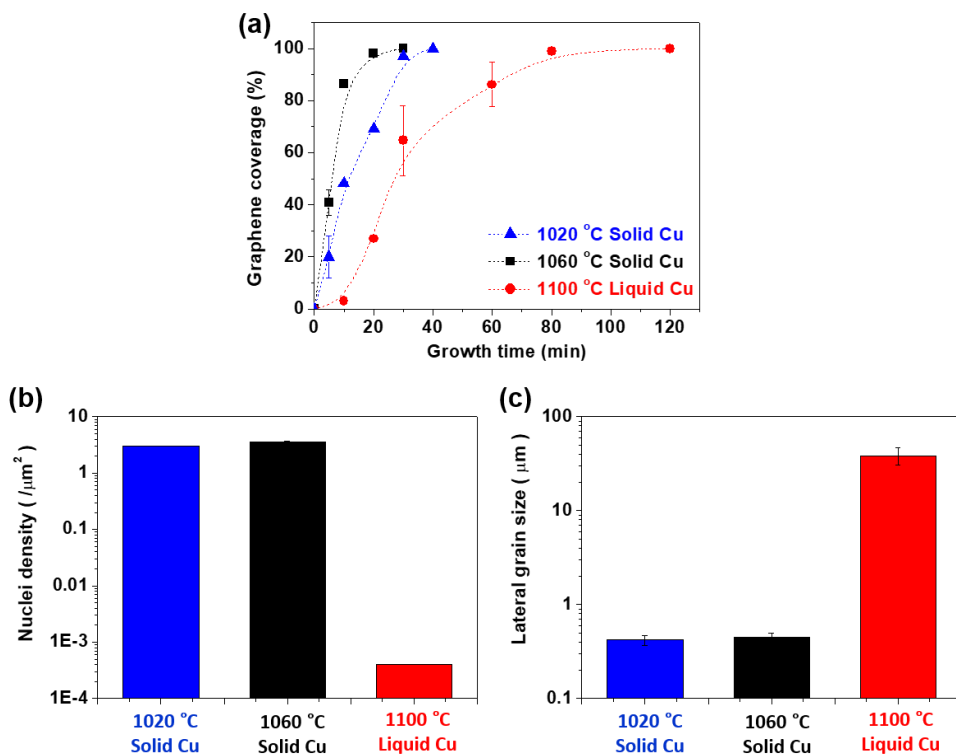 (a)
Graphene coverage (%)
100
80
60
40
20
0
1020 °C Solid Cu
1060 °C Solid Cu
1100 °C Liquid Cu
0 20 40 60 80 100 120
Growth time (min)
(b)
Nuclei density ( /μm²)
10
1
0.1
0.01
1E-3
1E-4
1020 °C
Solid Cu
1060 °C
Solid Cu
1100 °C
Liquid Cu
(c)
Lateral grain size ( μm)
100
10
1
0.1
1020 °C
Solid Cu
1060 °C
Solid Cu
1100 °C
Liquid Cu